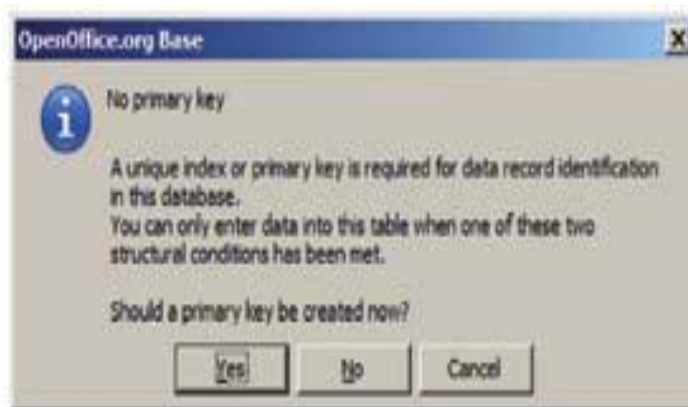 OpenOffice.org Base
No primary key
A unique index or primary key is required for data record identification
in this database.
You can only enter data into this table when one of these two
structural conditions has been met.
Should a primary key be created now?
Yes
No
Cancel